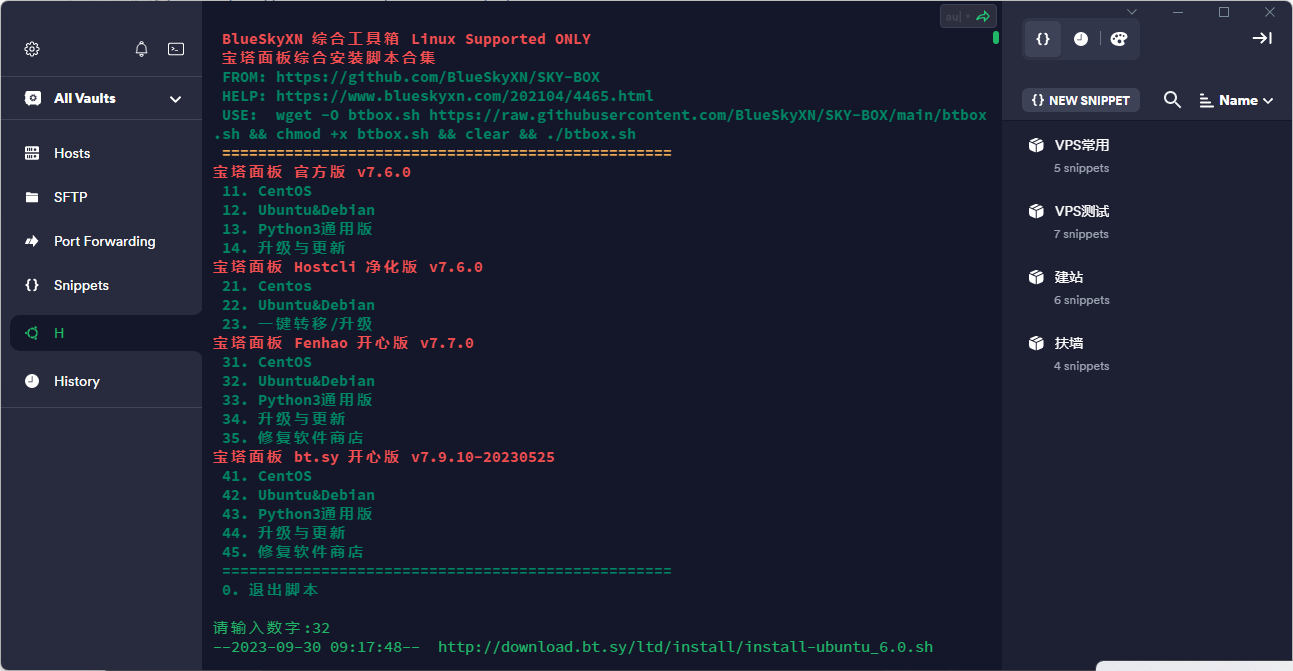 au|
BlueSkyXN 综合工具箱 Linux Supported ONLY
宝塔面板综合安装脚本合集
FROM: https://github.com/BlueSkyXN/SKY-BOX
HELP: https://www.blueskyxn.com/202104/4465.html
USE:  wget -O btbox.sh https://raw.githubusercontent.com/BlueSkyXN/SKY-BOX/main/btbox
.sh && chmod +x btbox.sh && clear && ./btbox.sh
==================================================
宝塔面板 官方版 v7.6.0
11. CentOS
12. Ubuntu&Debian
13. Python3通用版
14. 升级与更新
宝塔面板 Hostcli 净化版 v7.6.0
21. Centos
22. Ubuntu&Debian
23. 一键转移/升级
宝塔面板 Fenhao 开心版 v7.7.0
31. CentOS
32. Ubuntu&Debian
33. Python3通用版
34. 升级与更新
35. 修复软件商店
宝塔面板 bt.sy 开心版 v7.9.10-20230525
41. CentOS
42. Ubuntu&Debian
43. Python3通用版
44. 升级与更新
45. 修复软件商店
==================================================
0. 退出脚本
请输入数字:32
--2023-09-30 09:17:48--  http://download.bt.sy/ltd/install/install-ubuntu_6.0.sh
All Vaults
Hosts
SFTP
Port Forwarding
{} Snippets
H
History
{}
{} NEW SNIPPET
Name
VPS常用
5 snippets
VPS测试
7 snippets
建站
6 snippets
扶墙
4 snippets